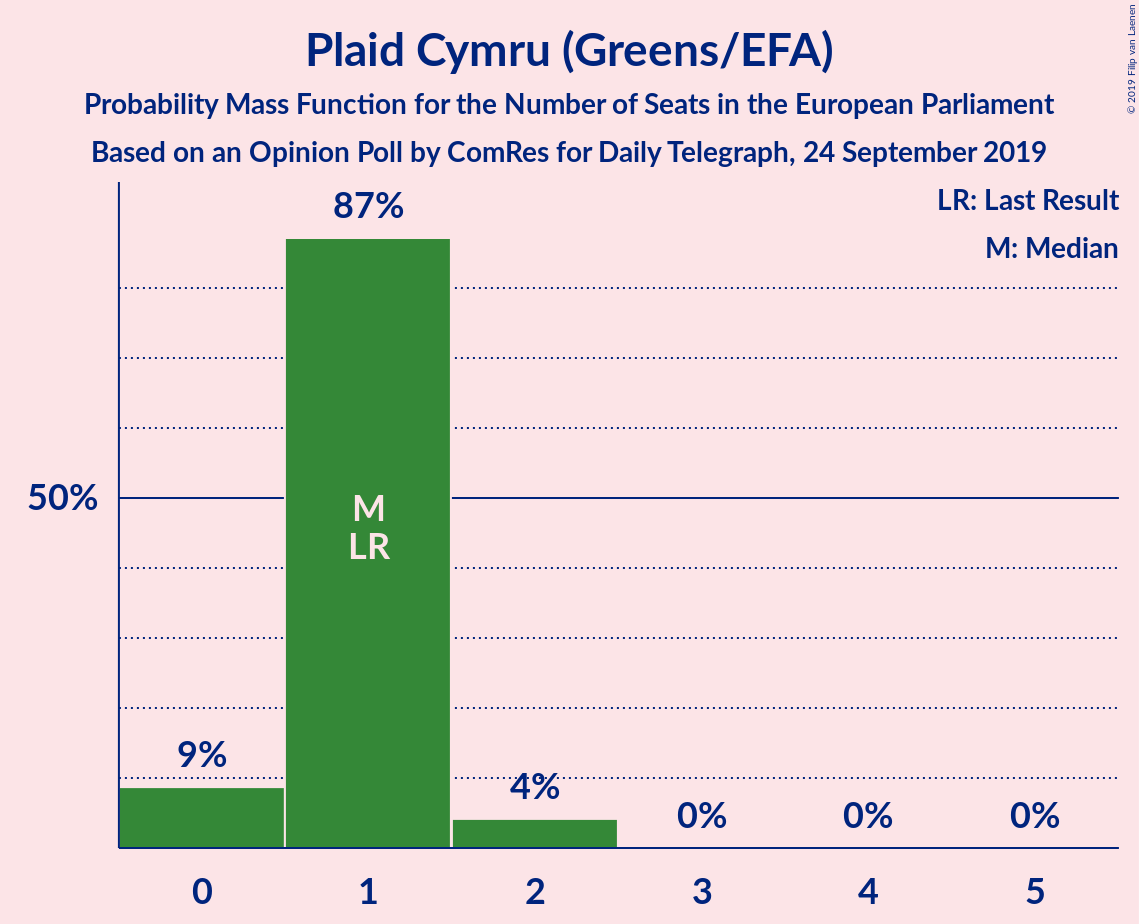 Plaid Cymru (Greens/EFA)
Probability Mass Function for the Number of Seats in the European Parliament
Based on an Opinion Poll by ComRes for Daily Telegraph, 24 September 2019
© 2019 Filip van Laenen
LR: Last Result
M: Median
87%
50%
M
LR
9%
4%
0%
0%
0%
0
1
2
3
4
5